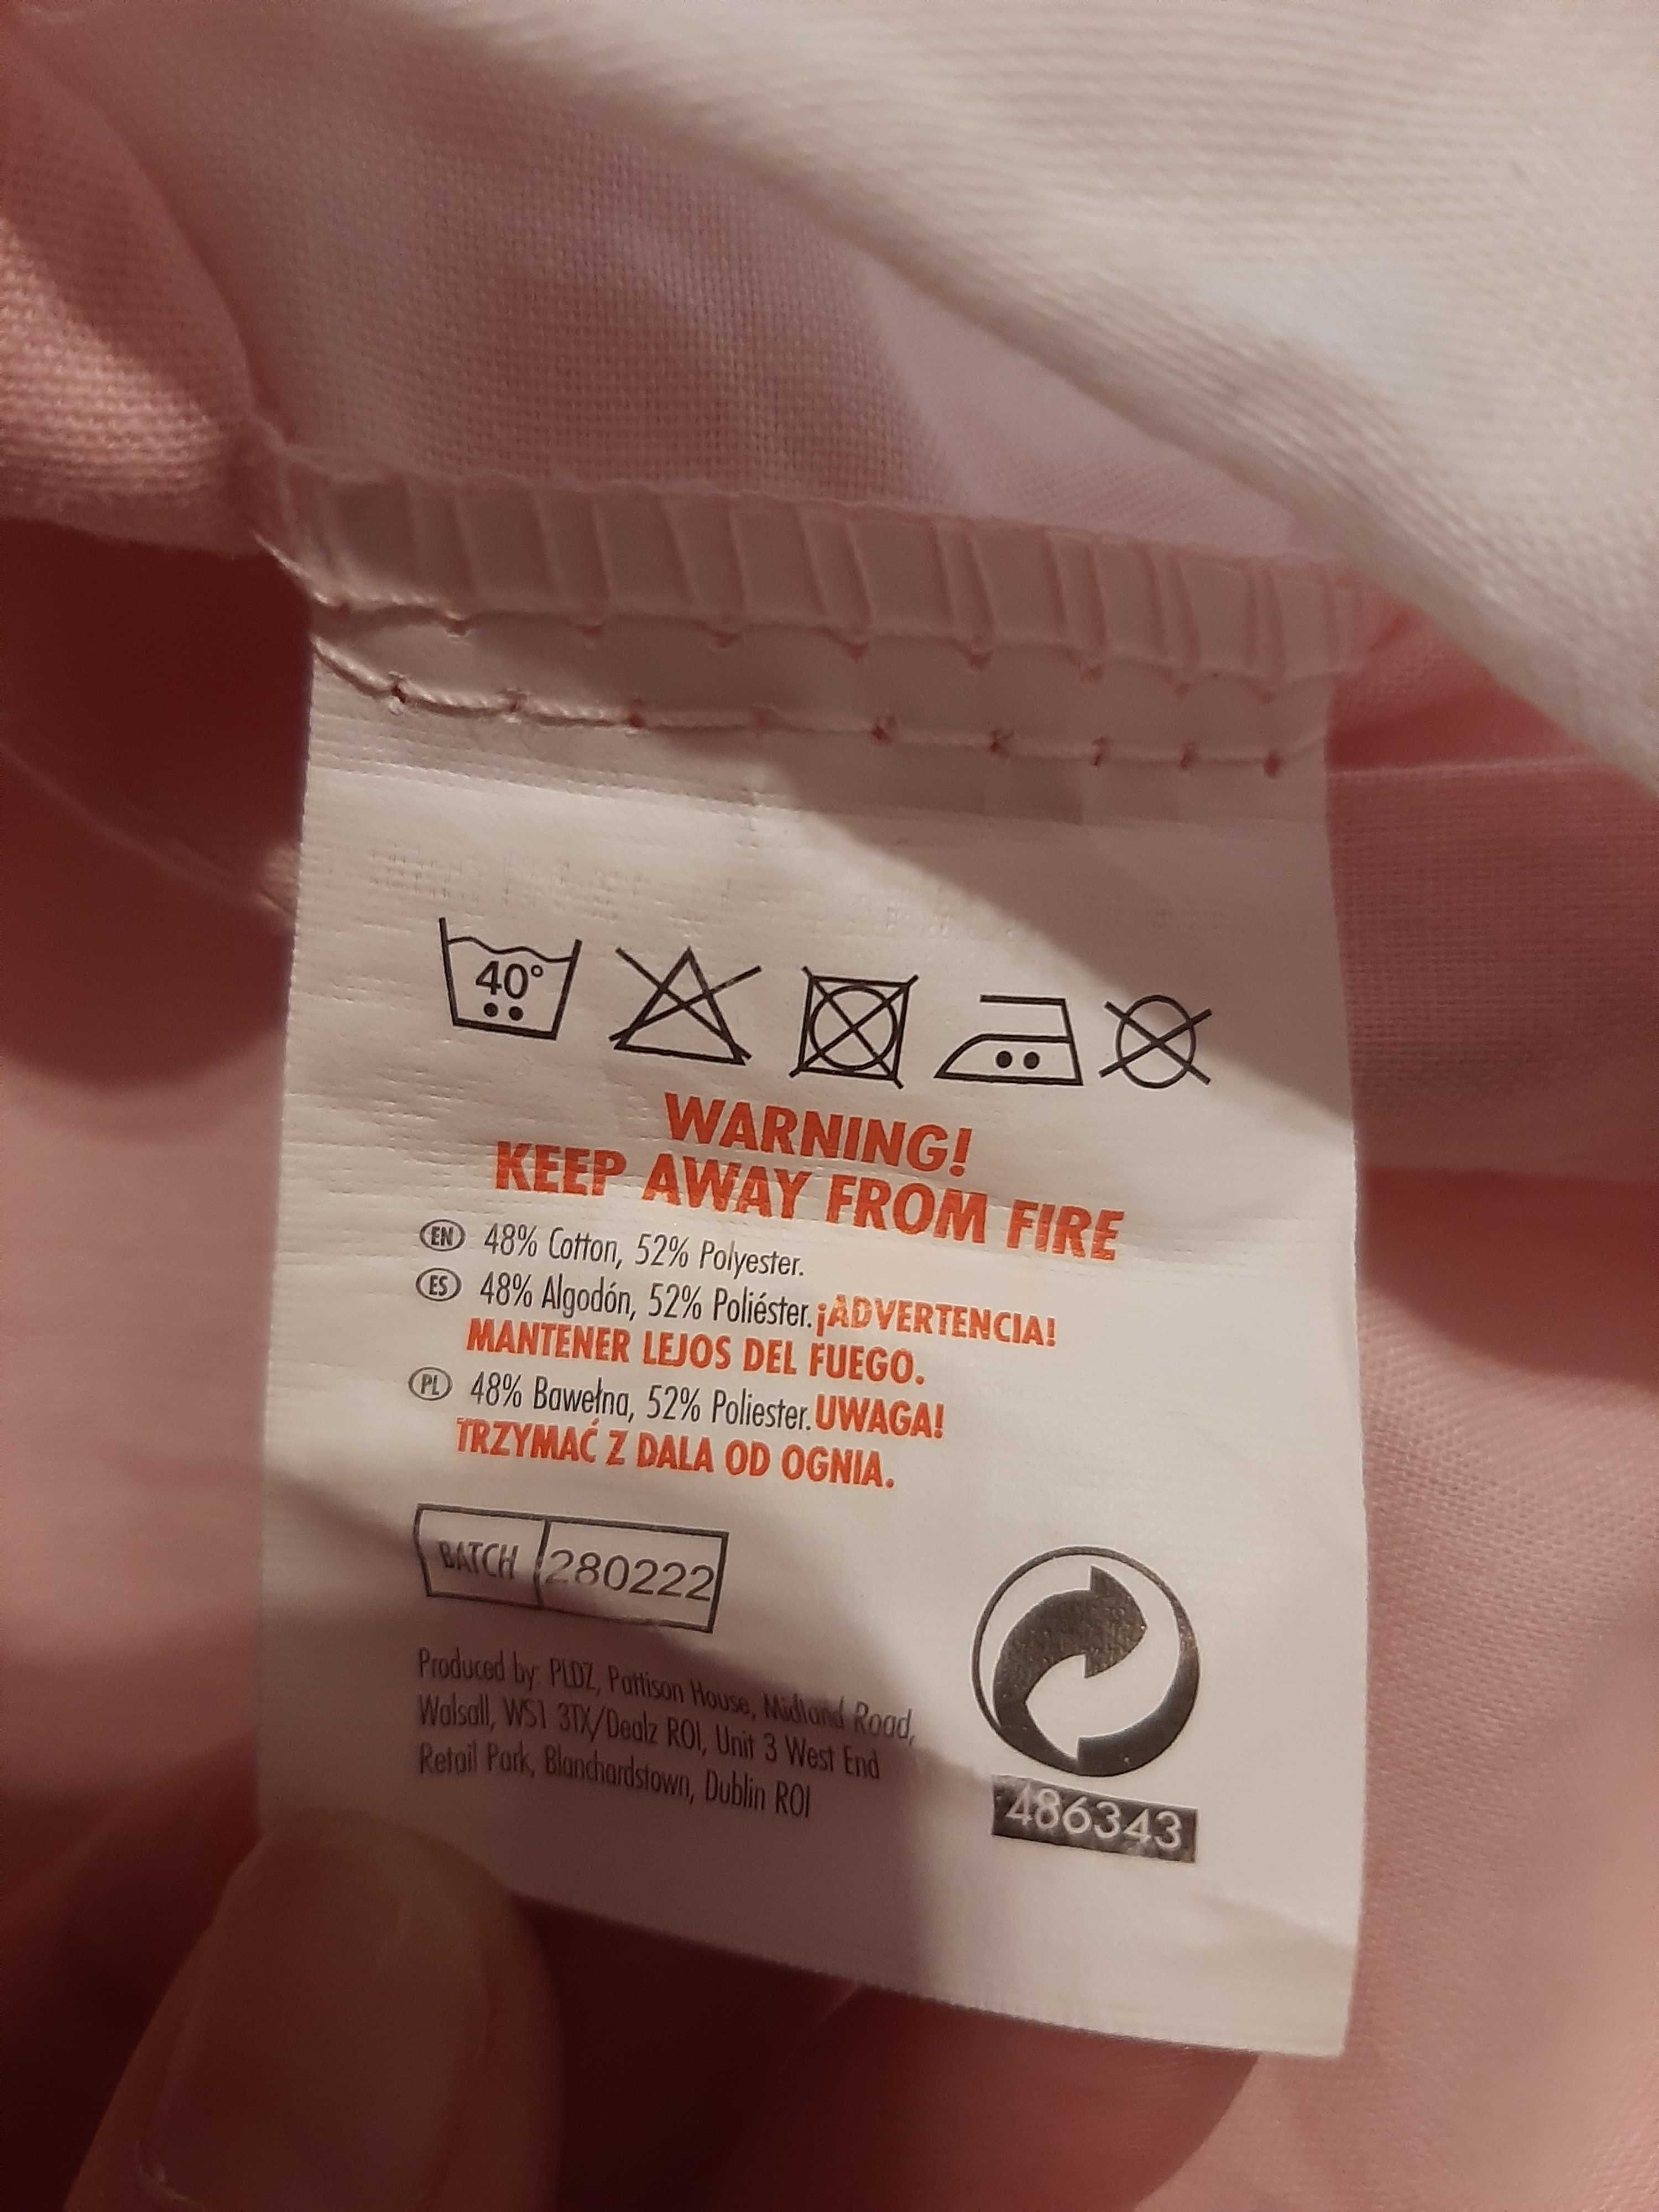 40°
WARNING!
KEEP AWAY FROM FIRE
EN 48% Cotton, 52% Polyester.
ES 48% Algodón, 52% Poliéster. ¡ADVERTENCIA!
MANTENER LEJOS DEL FUEGO.
PL 48% Bawełna, 52% Poliester. UWAGA!
TRZYMAĆ Z DALA OD OGNIA.
BATCH 280222
Produced by: PLDZ, Pattison House, Midland Road,
Walsall, WS1 3TX/Dealz ROI, Unit 3 West End
Retail Park, Blanchardstown, Dublin ROI
486343